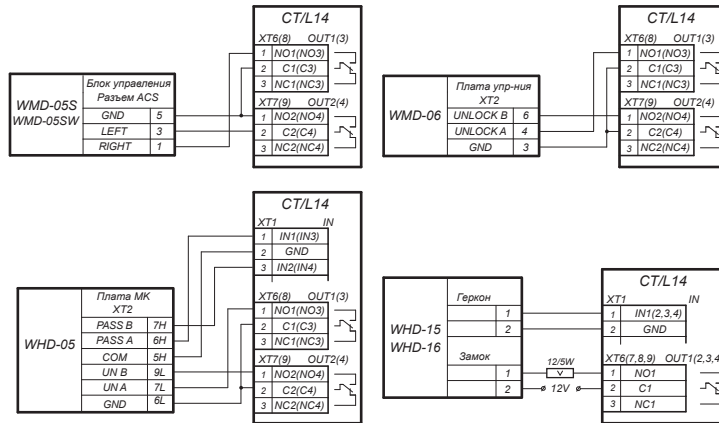 CT/L14
XT6(8) OUT1(3)
1 NO1(NO3)
2 C1(C3)
3 NC1(NC3)
XT7(9) OUT2(4)
1 NO2(NO4)
2 C2(C4)
3 NC2(NC4)
WMD-05S
WMD-05SW
Блок управления
Разъем ACS
GND 5
LEFT 3
RIGHT 1
CT/L14
XT6(8) OUT1(3)
1 NO1(NO3)
2 C1(C3)
3 NC1(NC3)
XT7(9) OUT2(4)
1 NO2(NO4)
2 C2(C4)
3 NC2(NC4)
WMD-06
Плата упр-ния
XT2
UNLOCK B 6
UNLOCK A 4
GND 3
CT/L14
XT1 IN
1 IN1(IN3)
2 GND
3 IN2(IN4)
XT6(8) OUT1(3)
1 NO1(NO3)
2 C1(C3)
3 NC1(NC3)
XT7(9) OUT2(4)
1 NO2(NO4)
2 C2(C4)
3 NC2(NC4)
WHD-05
Плата МК
XT2
PASS B 7H
PASS A 6H
COM 5H
UN B 9L
UN A 7L
GND 6L
WHD-15
WHD-16
Геркон
1
2
Замок
1
2
12/5W
12V
CT/L14
XT1 IN
1 IN1(2,3,4)
2 GND
XT6(7,8,9) OUT1(2,3,4
1 NO1
2 C1
3 NC1